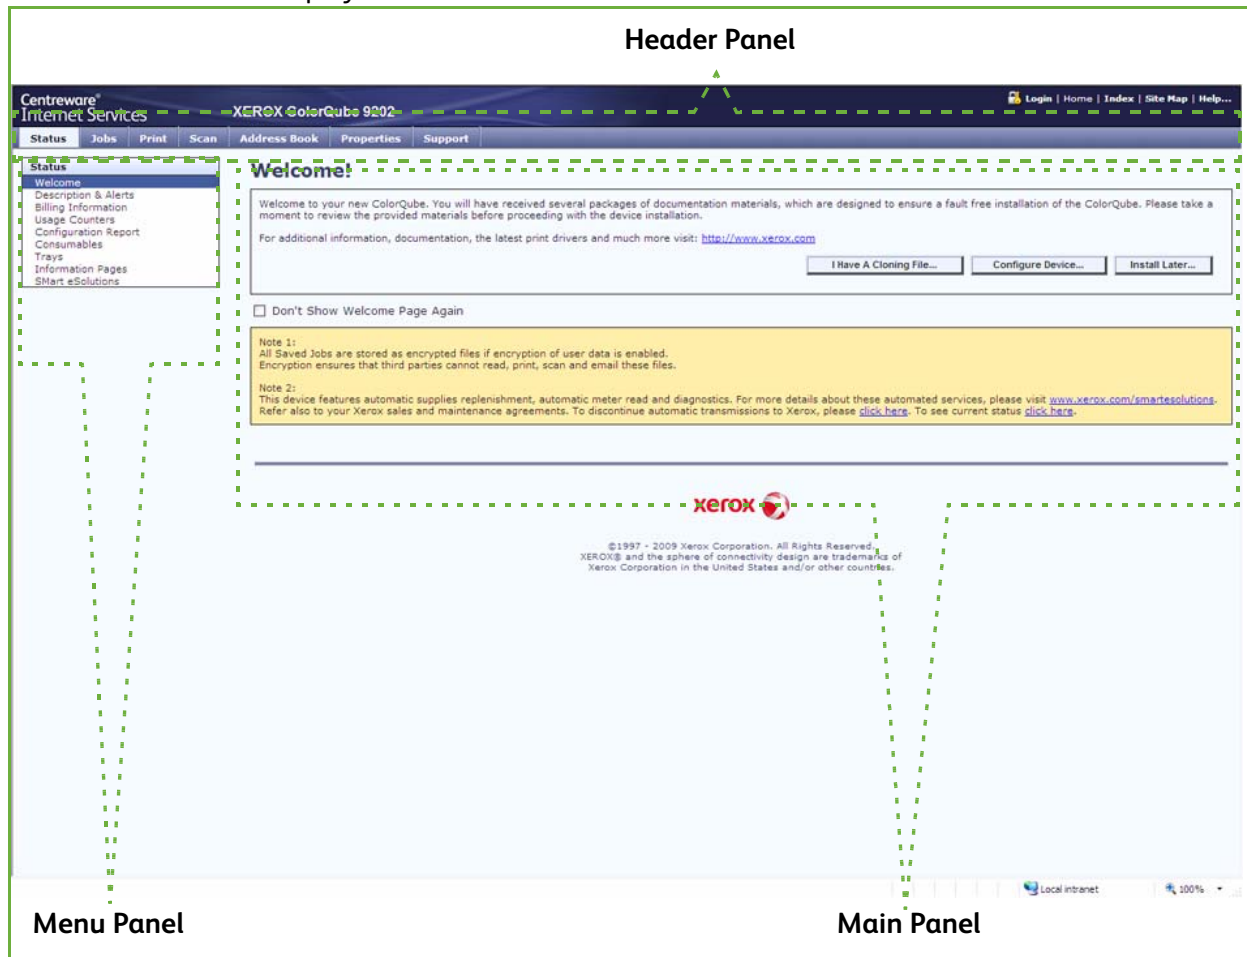 Header Panel
Centreware®
Internet Services
XEROX ColorQube 9202
Login | Home | Index | Site Map | Help...
Status Jobs Print Scan Address Book Properties Support
Status
Welcome
Description & Alerts
Billing Information
Usage Counters
Configuration Report
Consumables
Trays
Information Pages
SMart eSolutions
Welcome!
Welcome to your new ColorQube. You will have received several packages of documentation materials, which are designed to ensure a fault free installation of the ColorQube. Please take a
moment to review the provided materials before proceeding with the device installation.
For additional information, documentation, the latest print drivers and much more visit: http://www.xerox.com
I Have A Cloning File... Configure Device... Install Later...
Don't Show Welcome Page Again
Note 1:
All Saved Jobs are stored as encrypted files if encryption of user data is enabled.
Encryption ensures that third parties cannot read, print, scan and email these files.
Note 2:
This device features automatic supplies replenishment, automatic meter read and diagnostics. For more details about these automated services, please visit www.xerox.com/smartesolutions.
Refer also to your Xerox sales and maintenance agreements. To discontinue automatic transmissions to Xerox, please click here. To see current status click here.
xerox
©1997 - 2009 Xerox Corporation. All Rights Reserved.
XEROX® and the sphere of connectivity design are trademarks of
Xerox Corporation in the United States and/or other countries.
Local intranet 100%
Menu Panel
Main Panel